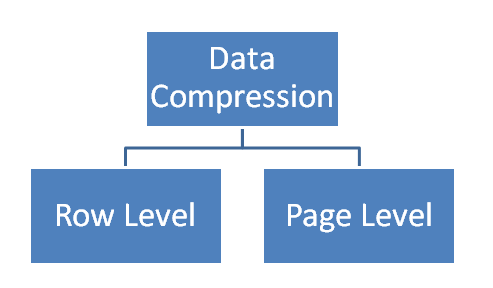 Data
Compression
Row Level
Page Level